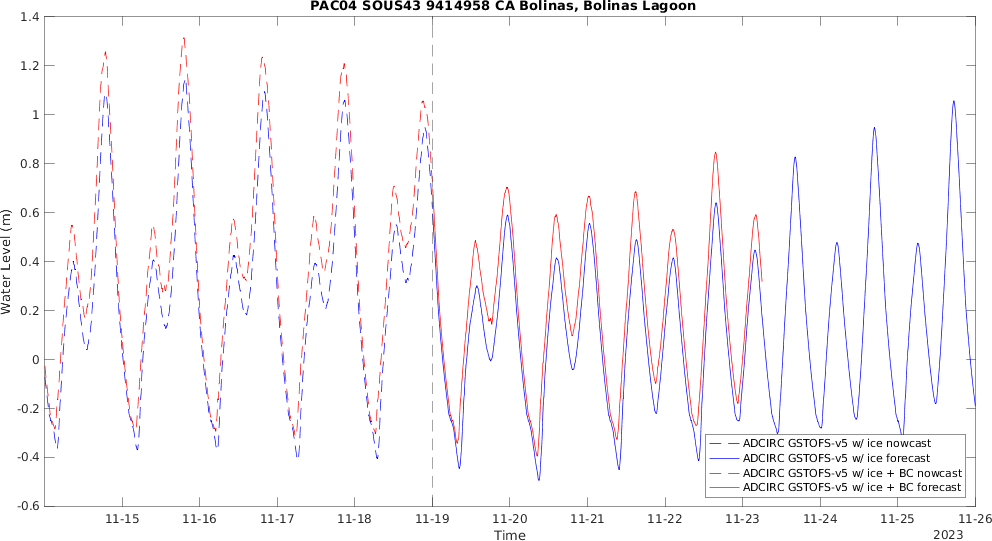 PAC04 SOUS43 9414958 CA Bolinas, Bolinas Lagoon
1.4
1.2
1
0.8
0.6
0.4
0.2
0
-0.2
-0.4
-0.6
Water Level (m)
11-15 11-16 11-17 11-18 11-19 11-20 11-21 11-22 11-23 11-24 11-25 11-26
Time
2023
ADCIRC GSTOFS-v5 w/ ice nowcast
ADCIRC GSTOFS-v5 w/ ice forecast
ADCIRC GSTOFS-v5 w/ ice + BC nowcast
ADCIRC GSTOFS-v5 w/ ice + BC forecast